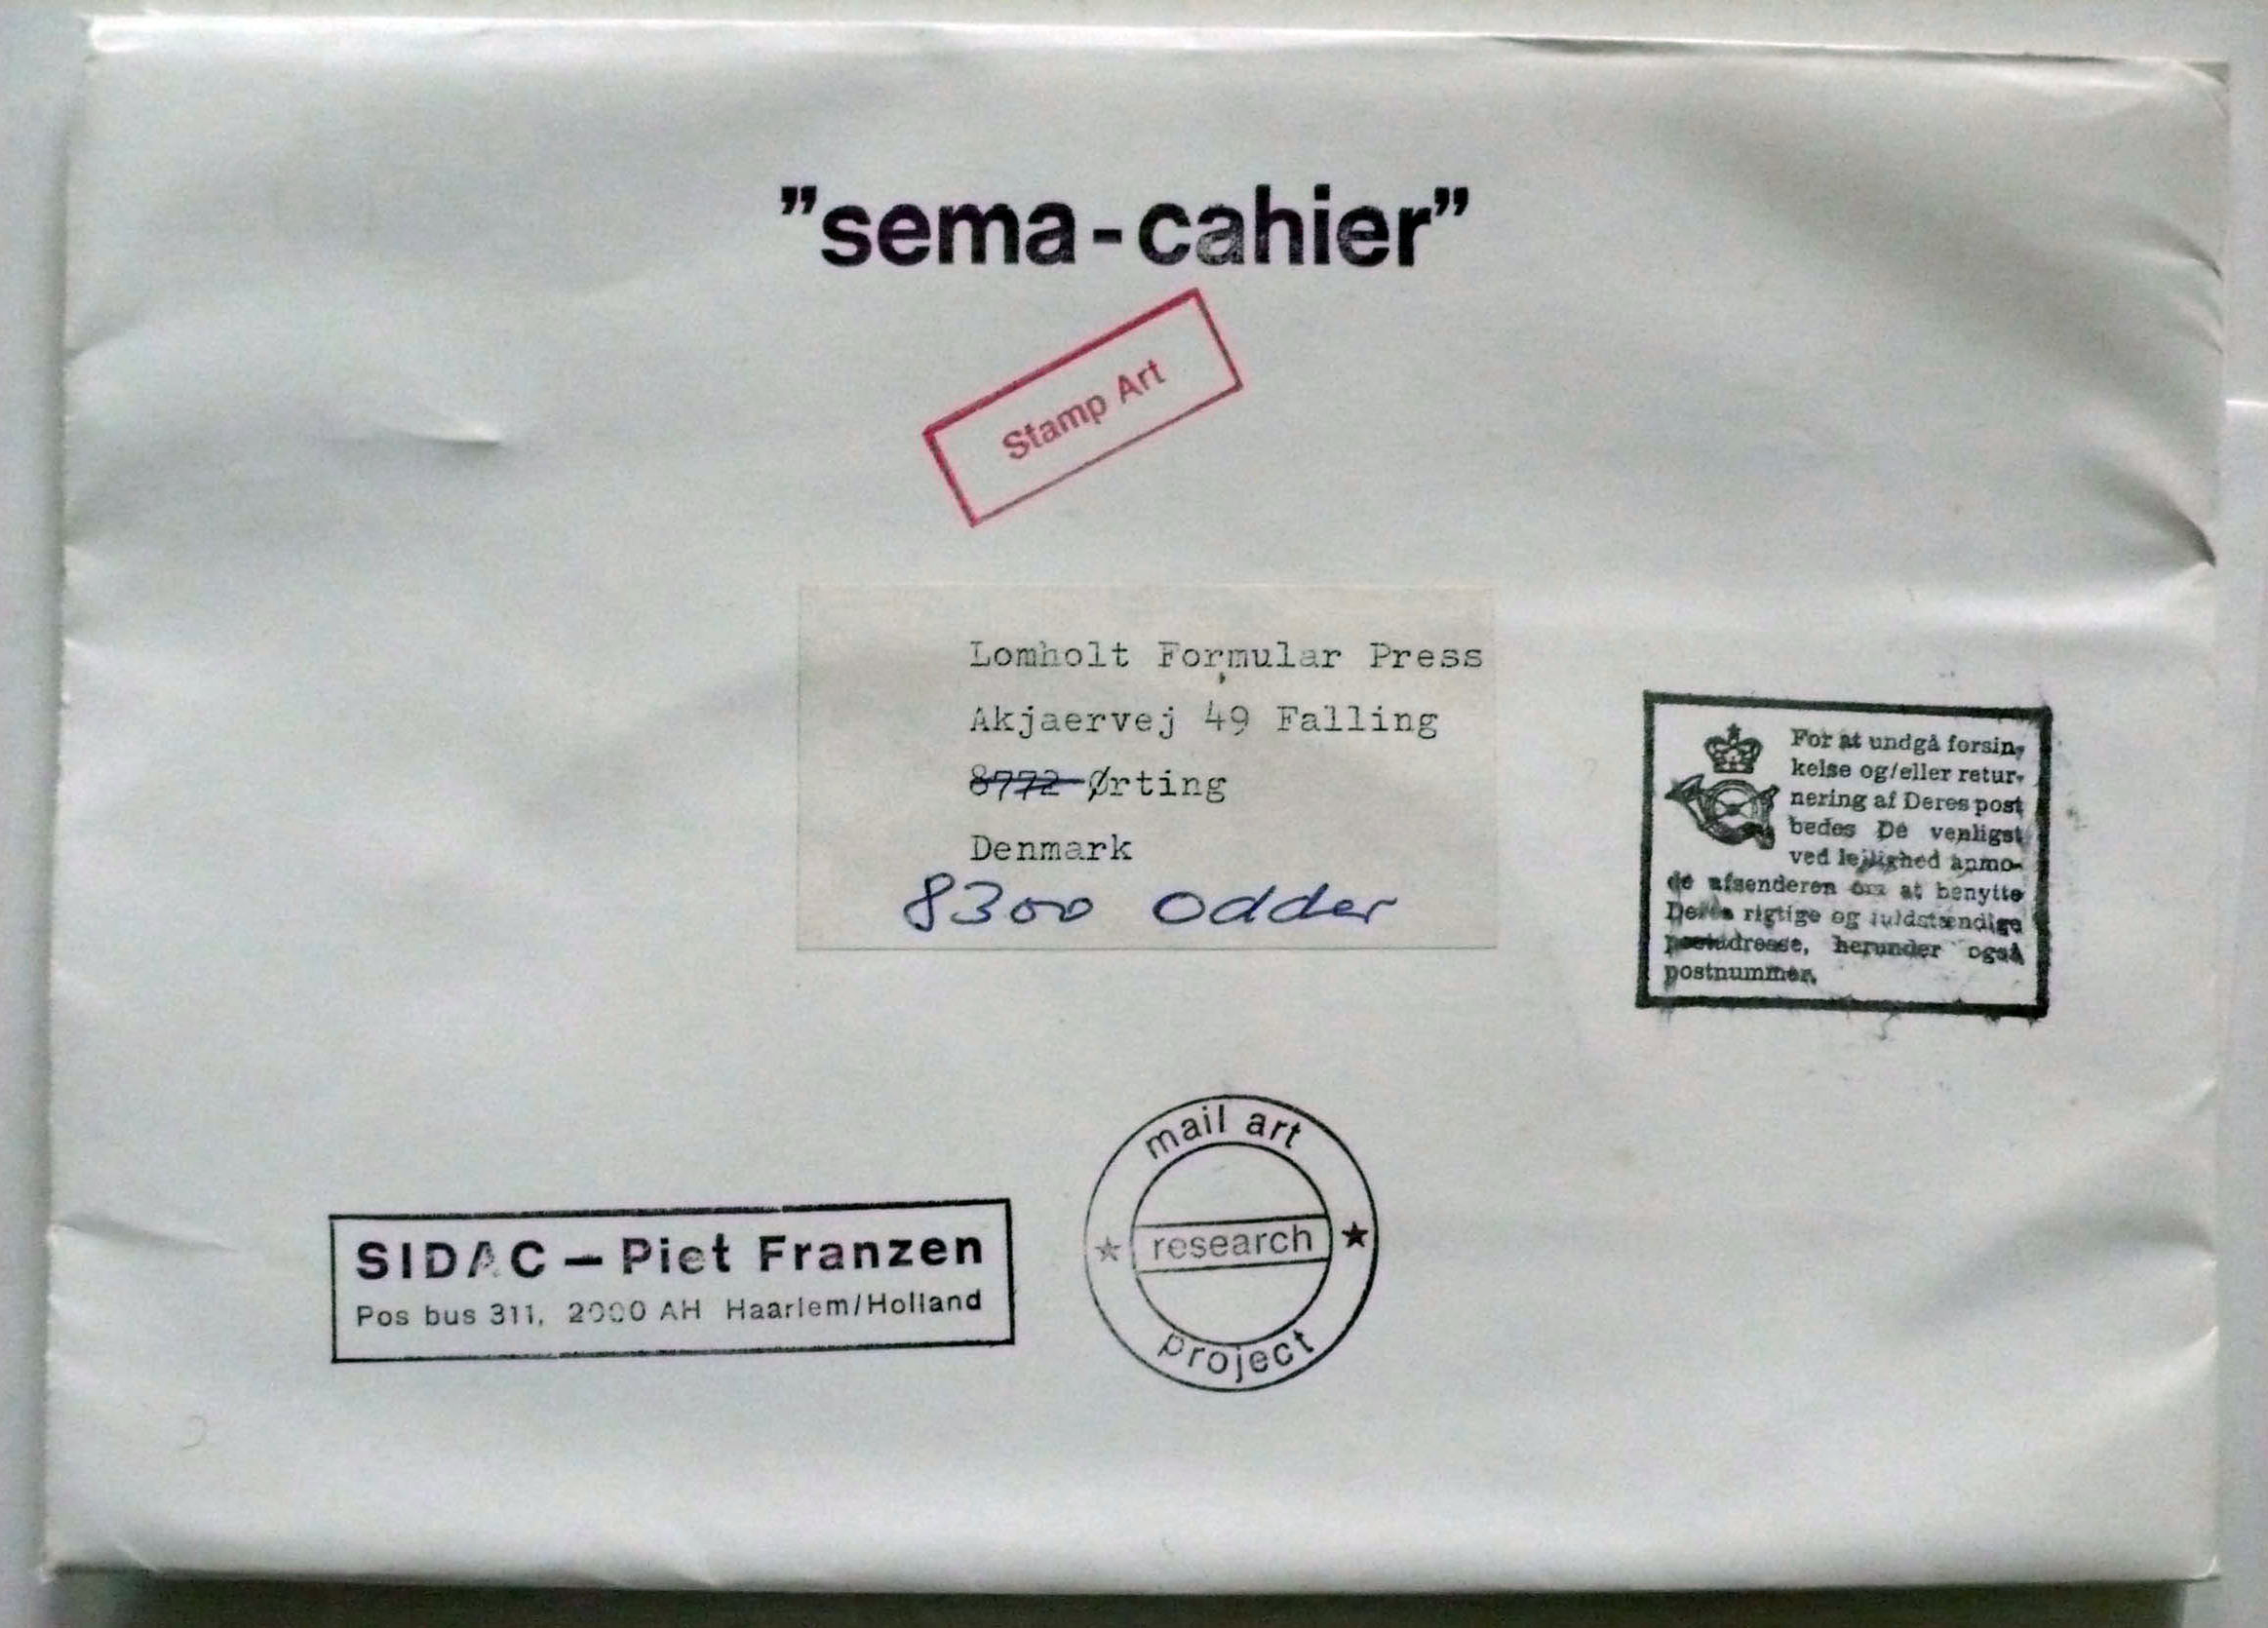 ”sema-cahier”
Stamp Art
Lomholt Formular Press
Akjaervej 49 Falling
8772 Ørting
Denmark
8300 Odder
For at undgå forsin-
kelse og/eller retur-
nering af Deres post
bedes De venligst
ved lejlighed anmo-
de afsenderen om at benytte
Deres rigtige og fuldstændige
postadresse, herunder også
postnummer.
mail art
research
project
SIDAC – Piet Franzen
Pos bus 311, 2000 AH Haarlem/Holland